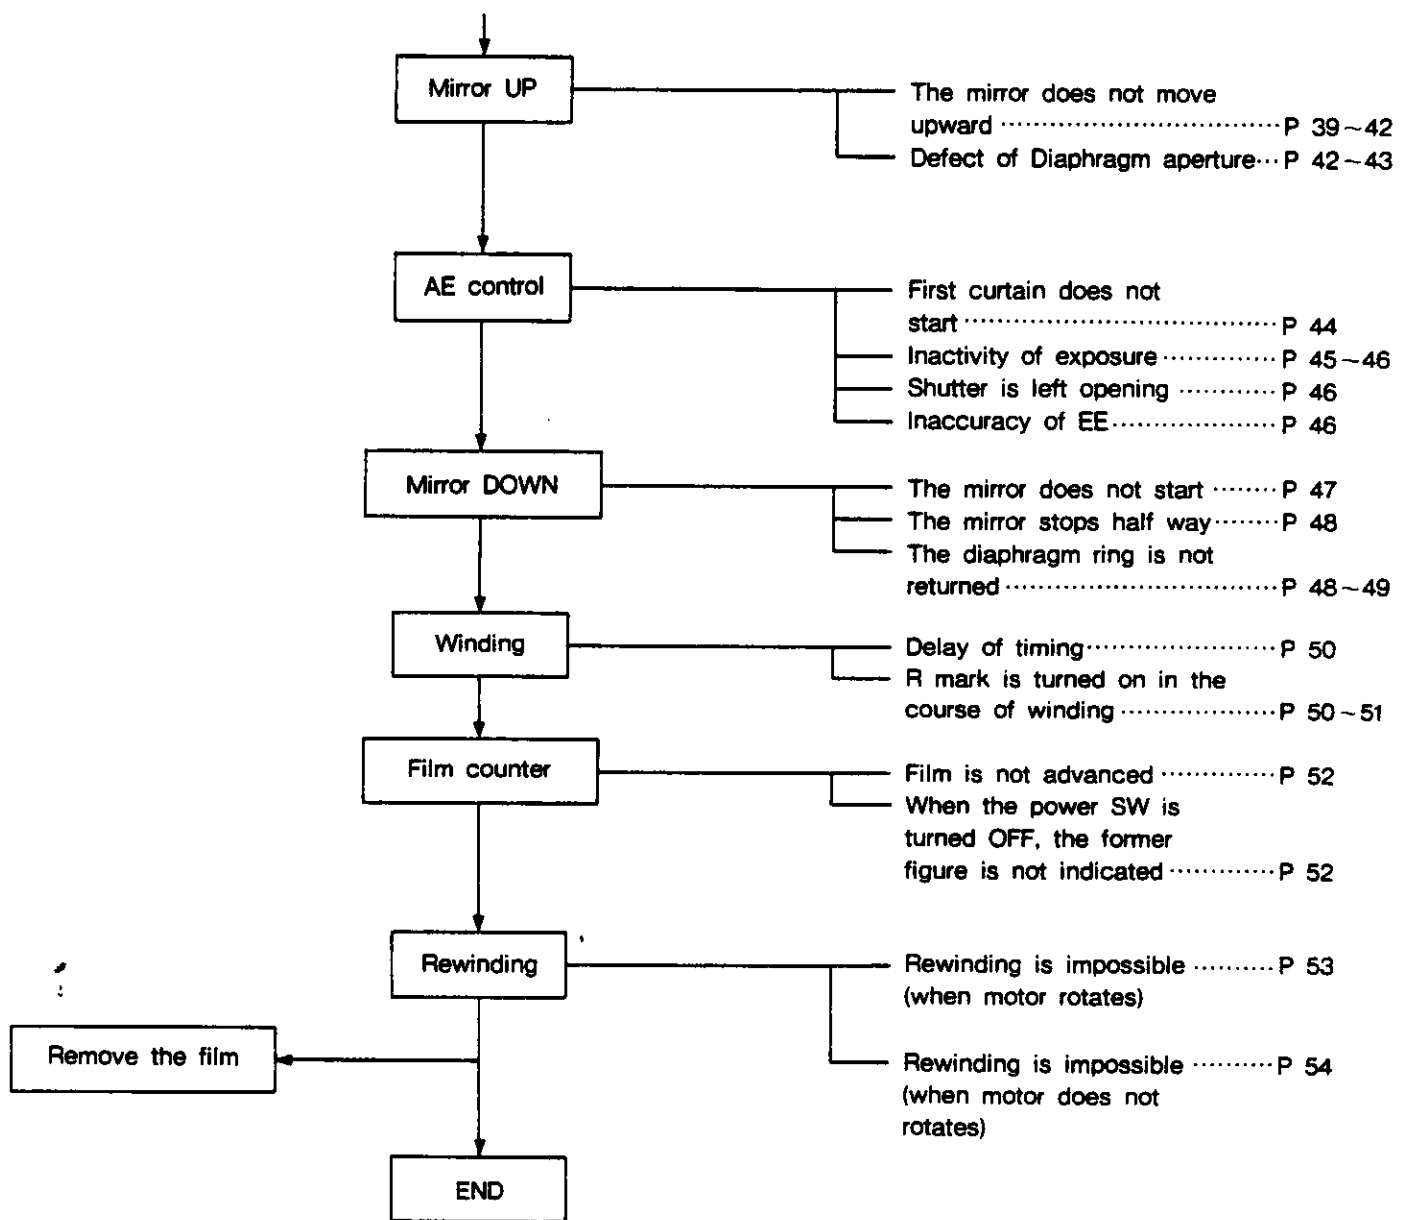 Mirror UP
The mirror does not move
upward ································ P 39~42
Defect of Diaphragm aperture ··· P 42~43
AE control
First curtain does not
start ····································· P 44
Inactivity of exposure ············· P 45~46
Shutter is left opening ··········· P 46
Inaccuracy of EE ··················· P 46
Mirror DOWN
The mirror does not start ········ P 47
The mirror stops half way ········ P 48
The diaphragm ring is not
returned ································ P 48~49
Winding
Delay of timing ······················ P 50
R mark is turned on in the
course of winding ·················· P 50~51
Film counter
Film is not advanced ············· P 52
When the power SW is
turned OFF, the former
figure is not indicated ············ P 52
Rewinding
Rewinding is impossible ·········· P 53
(when motor rotates)
Remove the film
Rewinding is impossible ·········· P 54
(when motor does not
rotates)
END